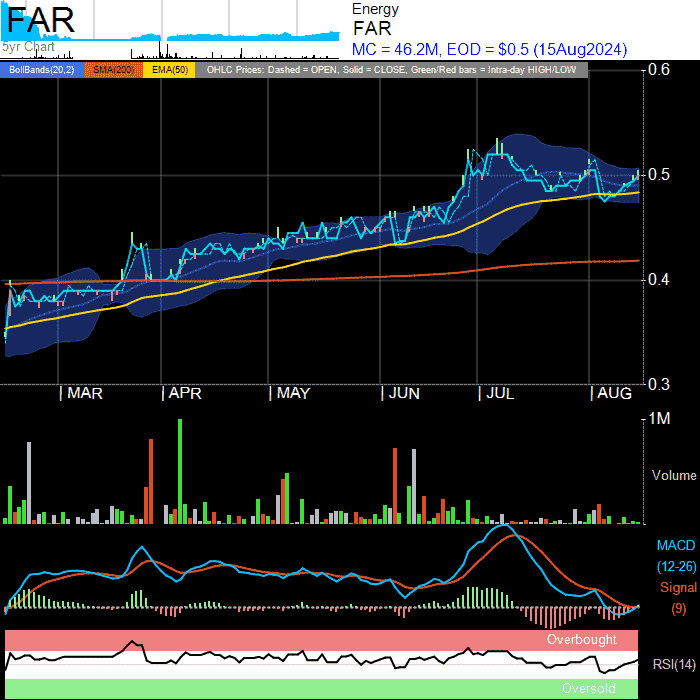 FAR
5yr Chart
Energy
FAR
MC = 46.2M, EOD = $0.5 (15Aug2024)
BollBands(20,2) SMA(200) EMA(50) OHLC Prices: Dashed = OPEN, Solid = CLOSE, Green/Red bars = Intra-day HIGH/LOW
0.6
0.5
0.4
0.3
| MAR | APR | MAY | JUN | JUL | AUG
1M
Volume
MACD
(12-26)
Signal
(9)
Overbought
RSI(14)
Oversold